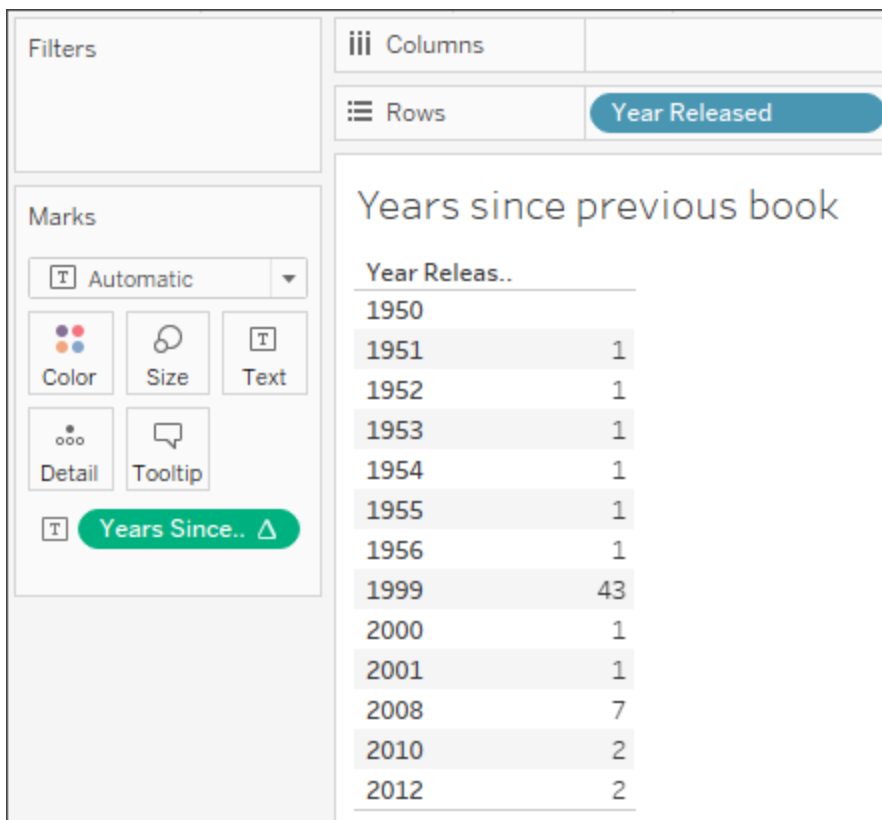 Filters
Columns
Rows
Year Released
Marks
Automatic
Color
Size
Text
Detail
Tooltip
Years Since..
Years since previous book
Year Releas..
1950
1951 1
1952 1
1953 1
1954 1
1955 1
1956 1
1999 43
2000 1
2001 1
2008 7
2010 2
2012 2